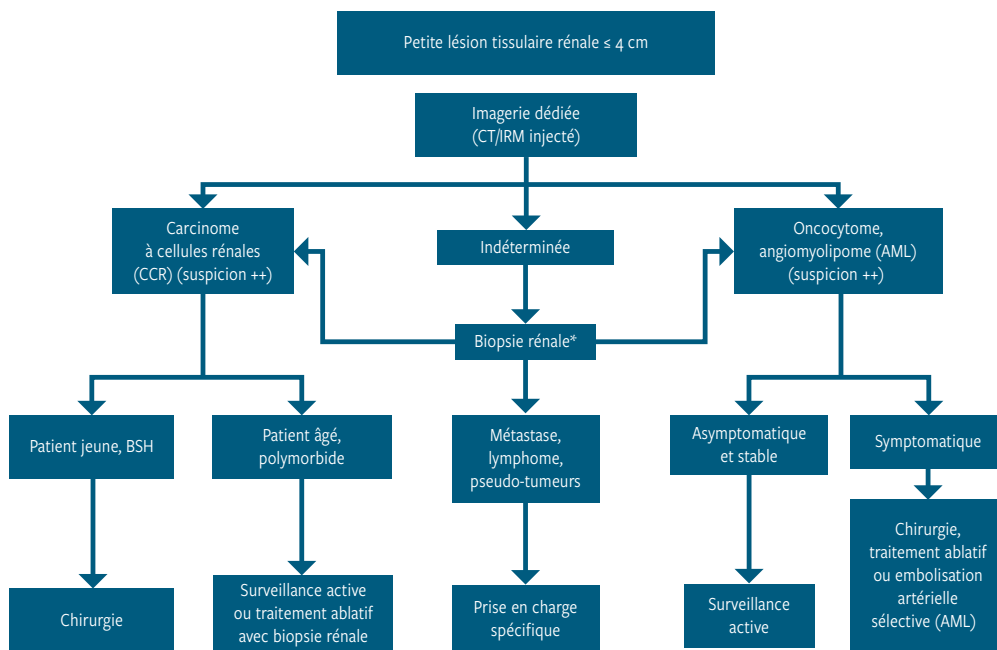 Petite lésion tissulaire rénale ≤ 4 cm
Imagerie dédiée
(CT/IRM injecté)
Carcinome
à cellules rénales
(CCR) (suspicion ++)
Indéterminée
Oncocytome,
angiomyolipome (AML)
(suspicion ++)
Biopsie rénale*
Patient jeune, BSH
Patient âgé,
polymorbide
Métastase,
lymphome,
pseudo-tumeurs
Asymptomatique
et stable
Symptomatique
Chirurgie
Surveillance active
ou traitement ablatif
avec biopsie rénale
Prise en charge
spécifique
Surveillance
active
Chirurgie,
traitement ablatif
ou embolisation
artérielle
sélective (AML)